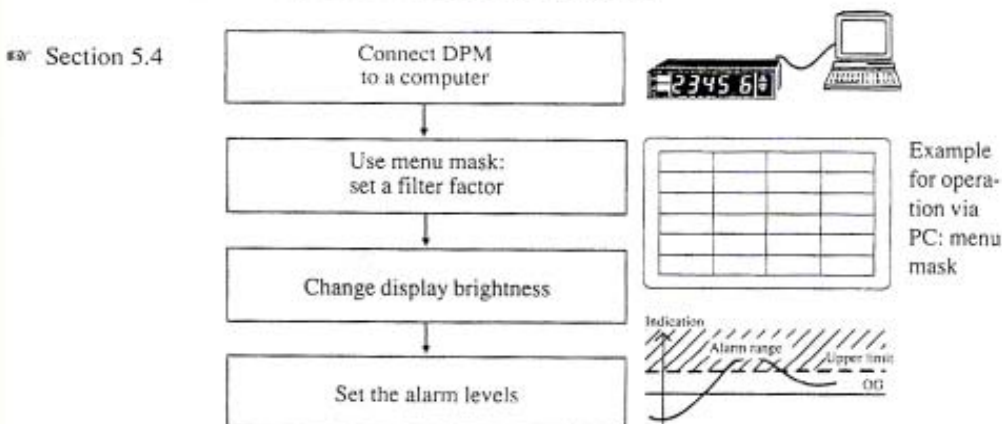 Section 5.4
Connect DPM
to a computer
23456
Use menu mask:
set a filter factor
Example
for opera-
tion via
PC: menu
mask
Change display brightness
Indication
Alarm range
Upper limit
OG
Set the alarm levels